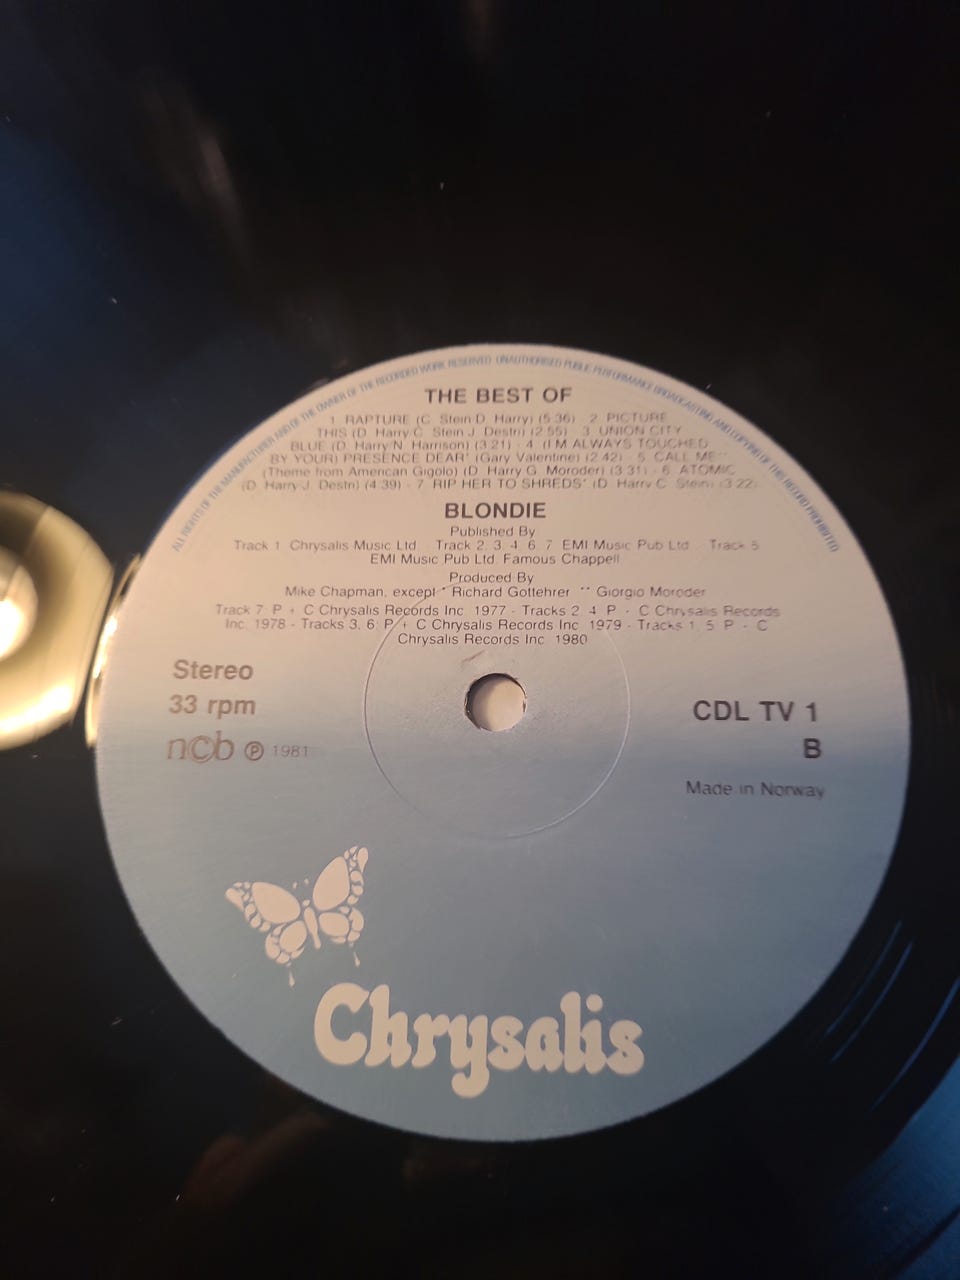 ALL RIGHTS OF THE MANUFACTURER AND OF THE OWNER OF THE RECORDED WORK RESERVED UNAUTHORISED PUBLIC PERFORMANCE BROADCASTING AND COPYING OF THIS RECORD PROHIBITED
THE BEST OF
1. RAPTURE (C. Stein D. Harry) (5.36) - 2. PICTURE
THIS (D. Harry C. Stein J. Destri) (2.55) - 3. UNION CITY
BLUE (D. Harry N. Harrison) (3.21) - 4. (I'M ALWAYS TOUCHED
BY YOUR) PRESENCE DEAR* (Gary Valentine) (2.42) - 5. CALL ME**
(Theme from American Gigolo) (D. Harry G. Moroder) (3.31) - 6. ATOMIC
(D. Harry J. Destri) (4.39) - 7. RIP HER TO SHREDS* (D. Harry C. Stein) (3.22)
BLONDIE
Published By
Track 1 Chrysalis Music Ltd. Track 2, 3, 4, 6, 7 EMI Music Pub Ltd. Track 5
EMI Music Pub Ltd. Famous Chappell
Produced By
Mike Chapman, except * Richard Gottehrer ** Giorgio Moroder
Track 7 P + C Chrysalis Records Inc. 1977 - Tracks 2, 4 P + C Chrysalis Records
Inc. 1978 - Tracks 3, 6 P + C Chrysalis Records Inc. 1979 - Tracks 1, 5 P + C
Chrysalis Records Inc. 1980
Stereo
33 rpm
ncb ℗ 1981
CDL TV 1
B
Made in Norway
Chrysalis